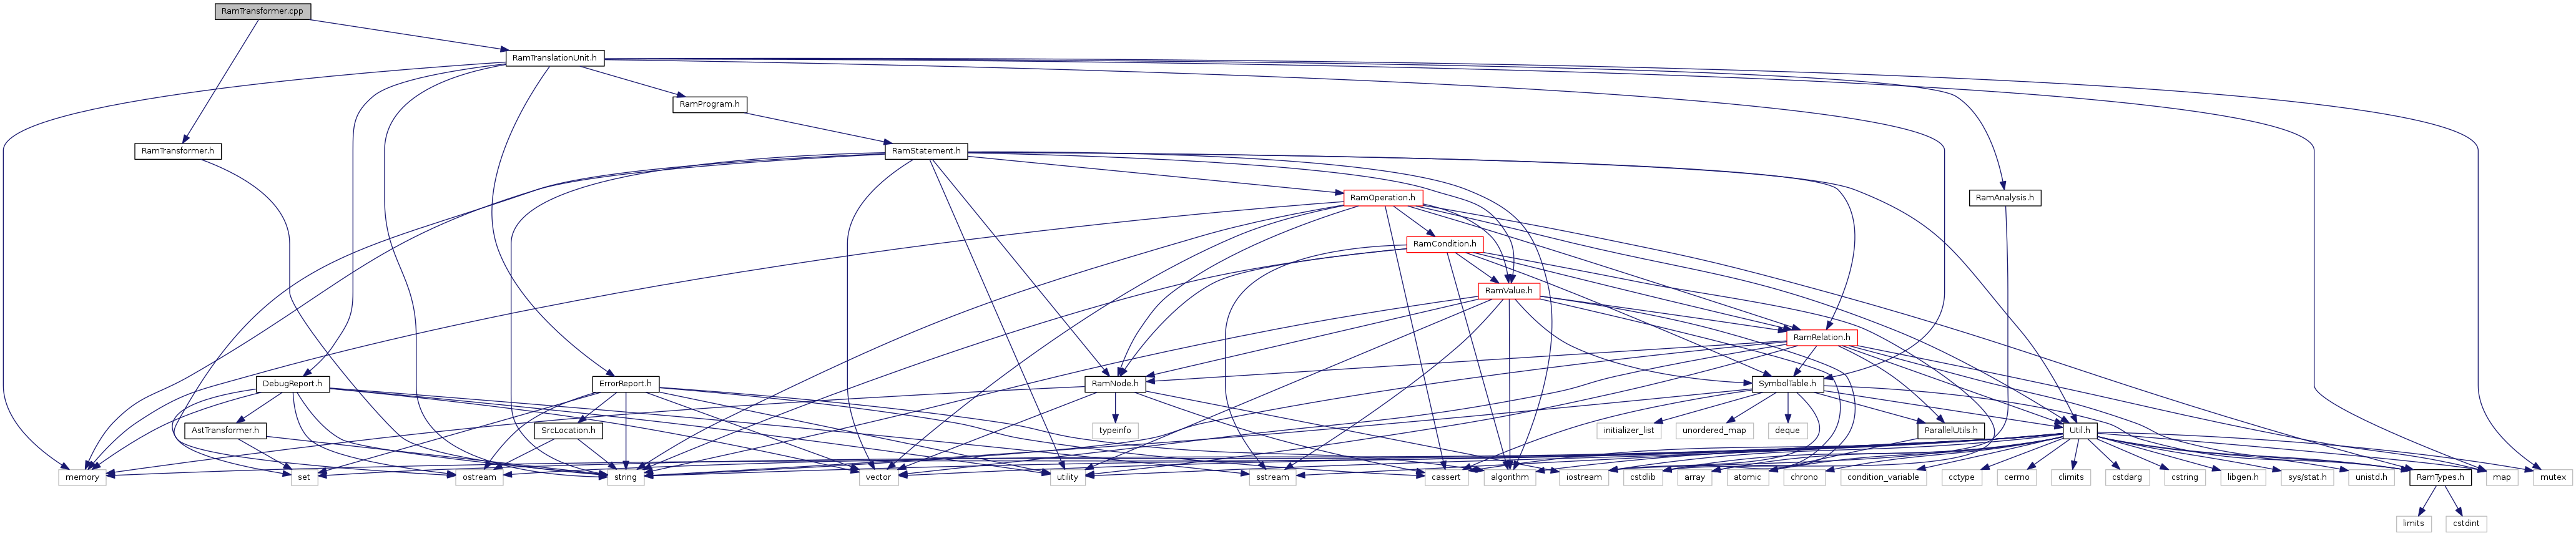 RamTransformer.cpp
RamTranslationUnit.h
RamProgram.h
RamTransformer.h
RamStatement.h
RamOperation.h
RamAnalysis.h
RamCondition.h
RamValue.h
RamRelation.h
DebugReport.h
ErrorReport.h
RamNode.h
SymbolTable.h
AstTransformer.h
SrcLocation.h
typeinfo
initializer_list
unordered_map
deque
ParallelUtils.h
Util.h
memory
set
ostream
string
vector
utility
sstream
cassert
algorithm
iostream
cstdlib
array
atomic
chrono
condition_variable
cctype
cerrno
climits
cstdarg
cstring
libgen.h
sys/stat.h
unistd.h
RamTypes.h
map
mutex
limits
cstdint